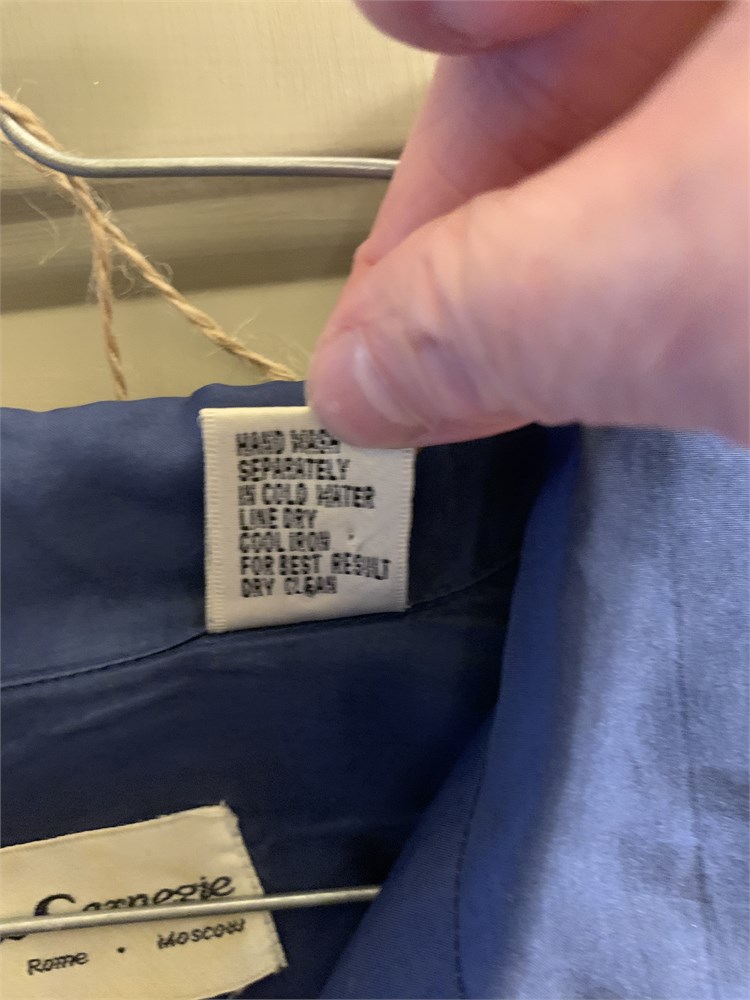 HAND WASH
SEPARATELY
IN COLD WATER
LINE DRY
COOL IRON
FOR BEST RESULT
DRY CLEAN
Carnegie
Rome • Moscow